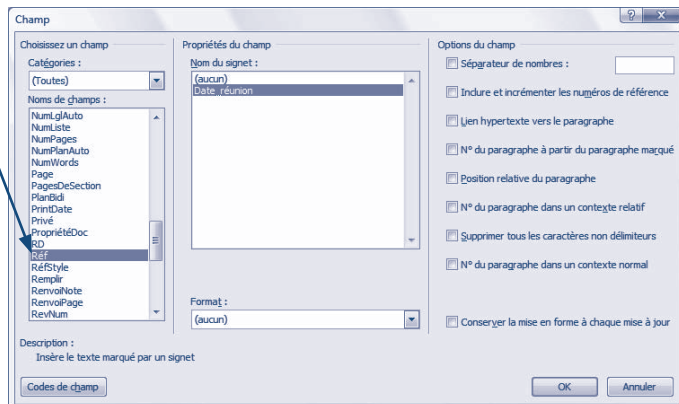 Champ
Choisissez un champ
Catégories :
(Toutes)
Noms de champs :
NumLglAuto
NumListe
NumPages
NumPlanAuto
NumWords
Page
PagesDeSection
PlanBidi
PrintDate
Privé
PropriétéDoc
RD
Réf
RéfStyle
Remplir
RenvoiNote
RenvoiPage
RevNum
Propriétés du champ
Nom du signet :
(aucun)
Date_réunion
Format :
(aucun)
Options du champ
Séparateur de nombres :
Inclure et incrémenter les numéros de référence
Lien hypertexte vers le paragraphe
N° du paragraphe à partir du paragraphe marqué
Position relative du paragraphe
N° du paragraphe dans un contexte relatif
Supprimer tous les caractères non délimiteurs
N° du paragraphe dans un contexte normal
Conserver la mise en forme à chaque mise à jour
Description :
Insère le texte marqué par un signet
Codes de champ
OK
Annuler